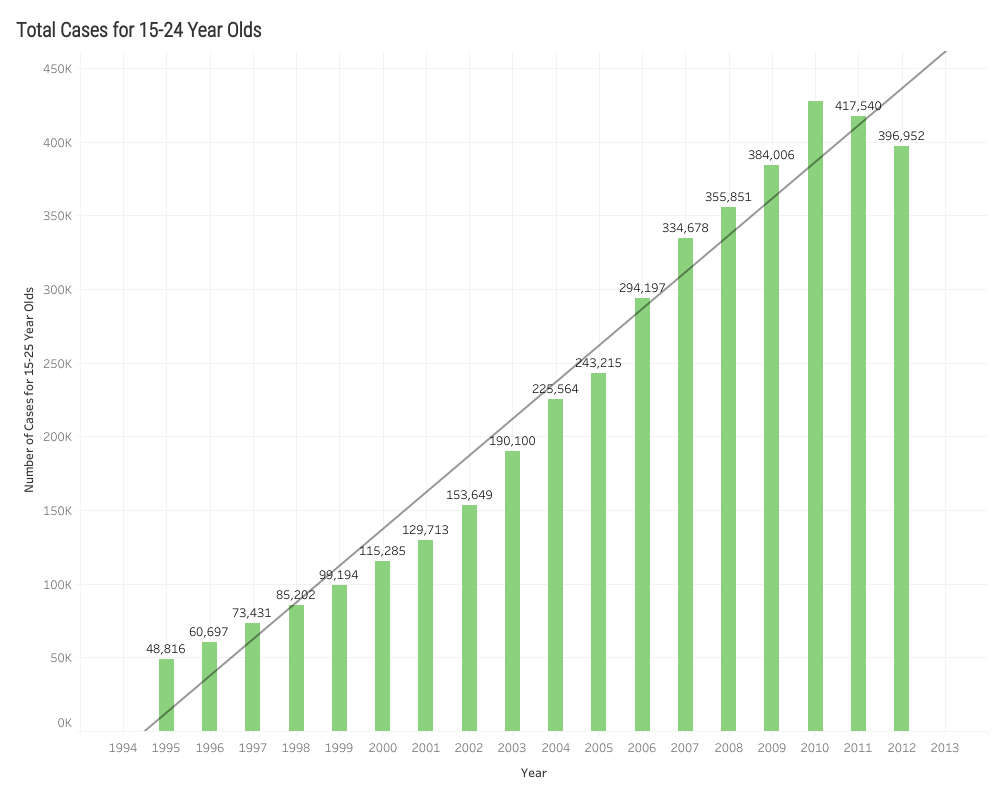 Total Cases for 15-24 Year Olds
450K
400K
350K
300K
250K
200K
150K
100K
50K
0K
Number of Cases for 15-25 Year Olds
48,816
60,697
73,431
85,202
99,194
115,285
129,713
153,649
190,100
225,564
243,215
294,197
334,678
355,851
384,006
417,540
396,952
1994 1995 1996 1997 1998 1999 2000 2001 2002 2003 2004 2005 2006 2007 2008 2009 2010 2011 2012 2013
Year